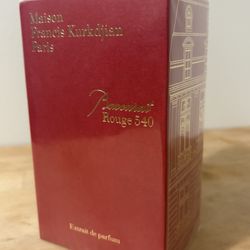 Maison
Francis Kurkdjian
Paris
Baccarat
Rouge 540
Extrait de parfum